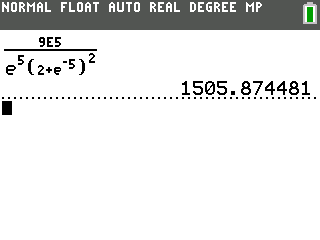 NORMAL FLOAT AUTO REAL DEGREE MP
9E5
e^5(2+e^-5)^2
1505.874481